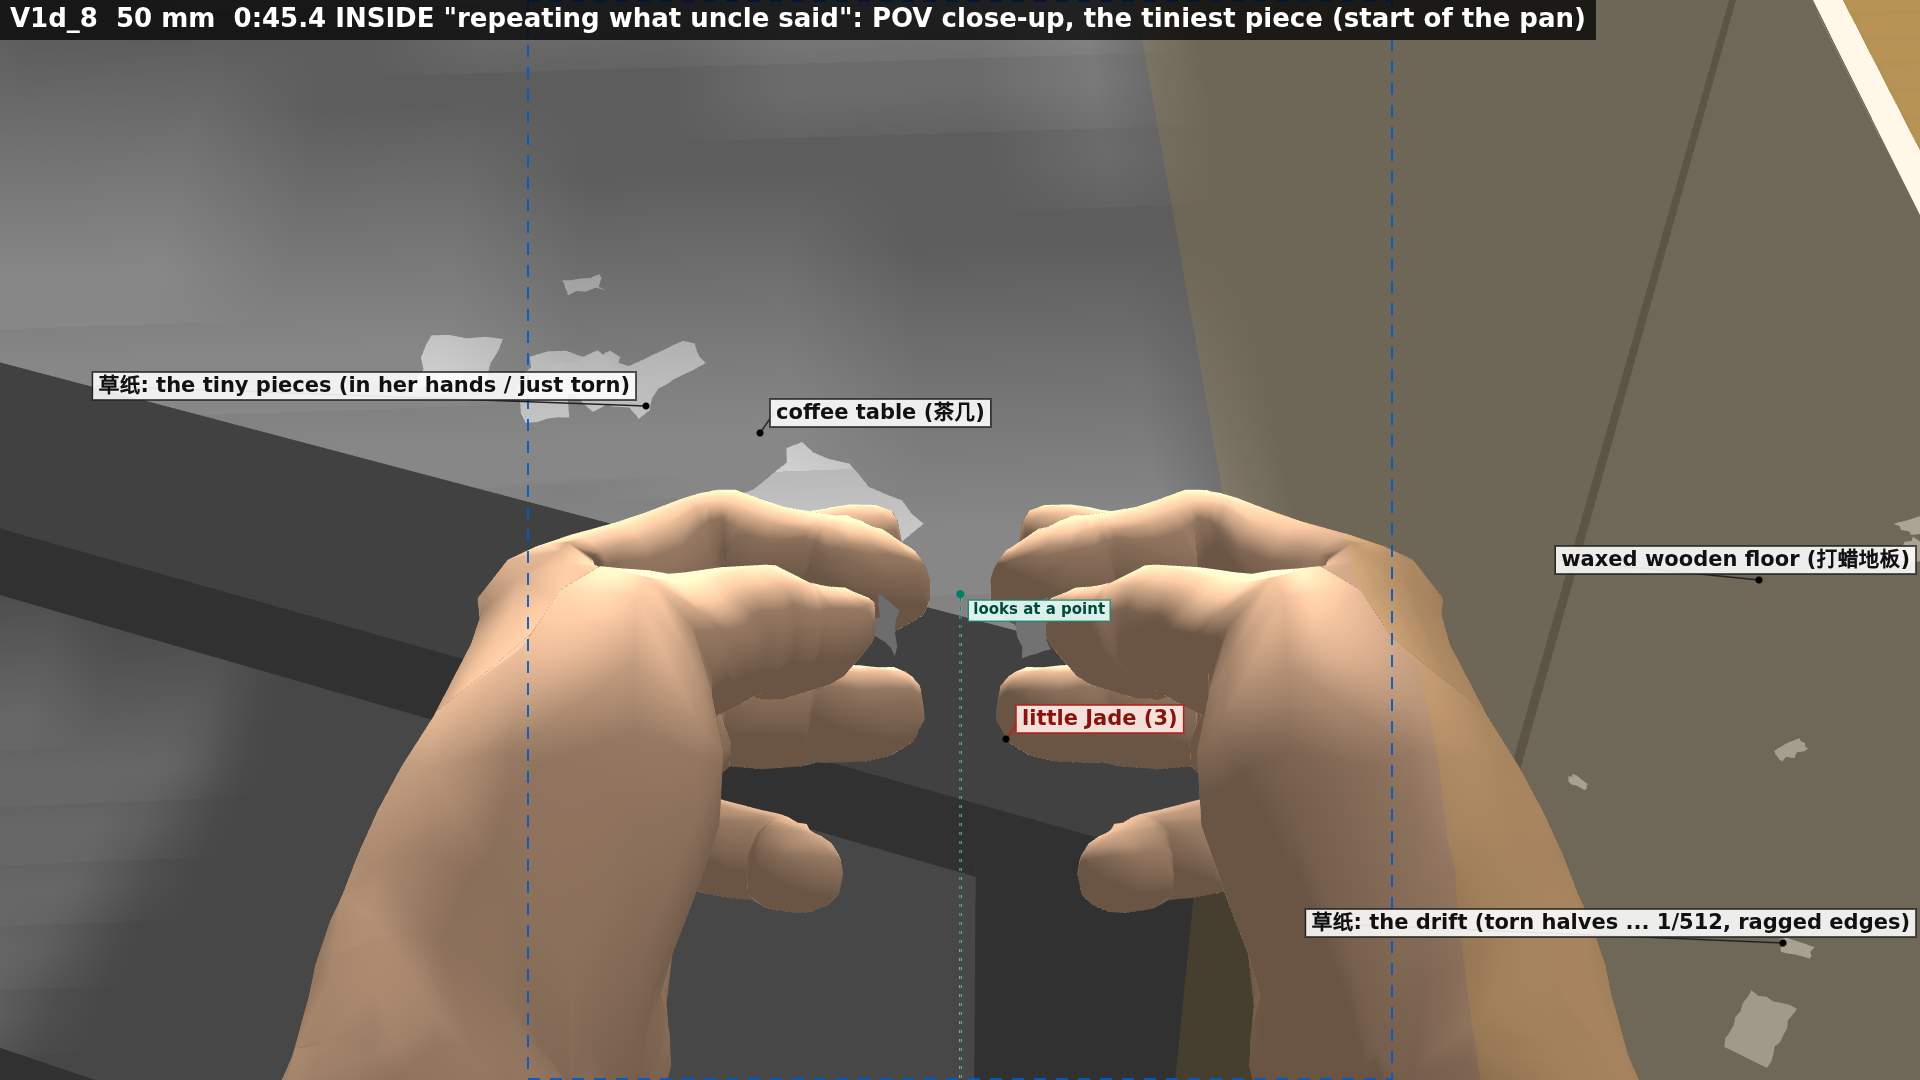 V1d_8  50 mm  0:45.4 INSIDE "repeating what uncle said": POV close-up, the tiniest piece (start of the pan)
草纸: the tiny pieces (in her hands / just torn)
coffee table (茶几)
waxed wooden floor (打蜡地板)
looks at a point
little Jade (3)
草纸: the drift (torn halves ... 1/512, ragged edges)